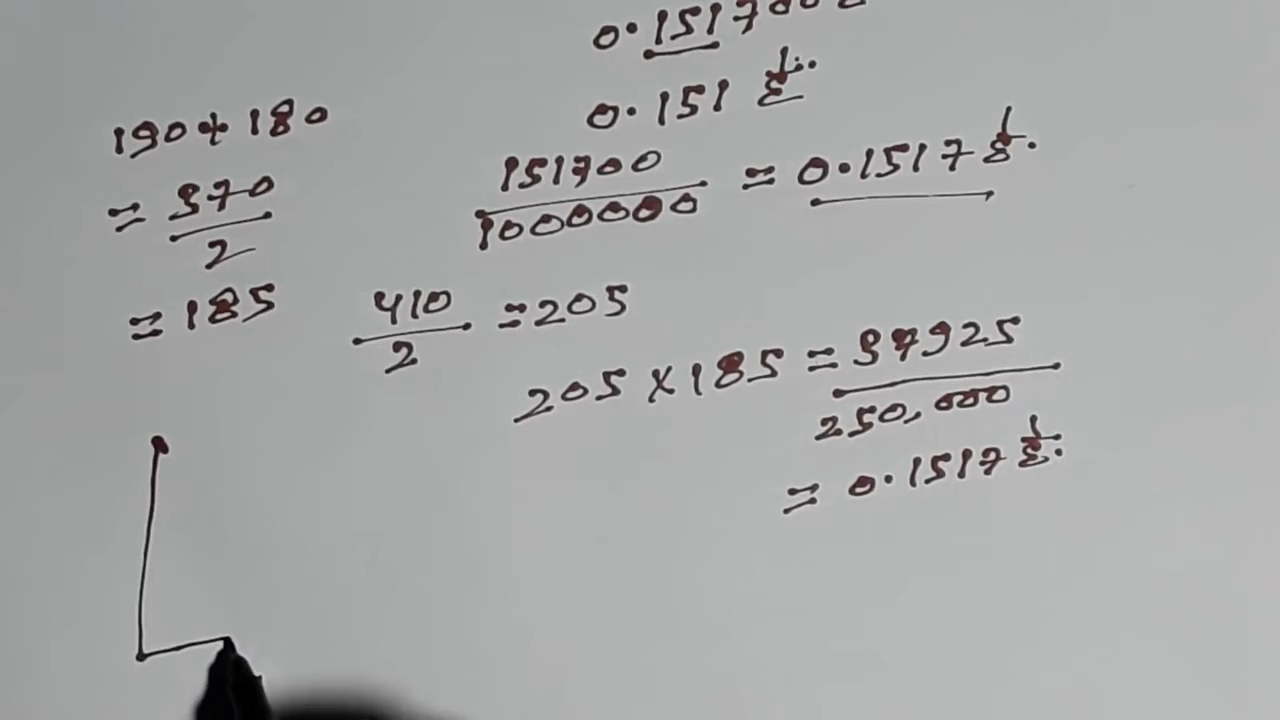 0.1517
0.151
190+180
= 370/2
= 185
151700/1000000 = 0.1517
410/2 = 205
205 × 185 = 37925/250,000
= 0.1517